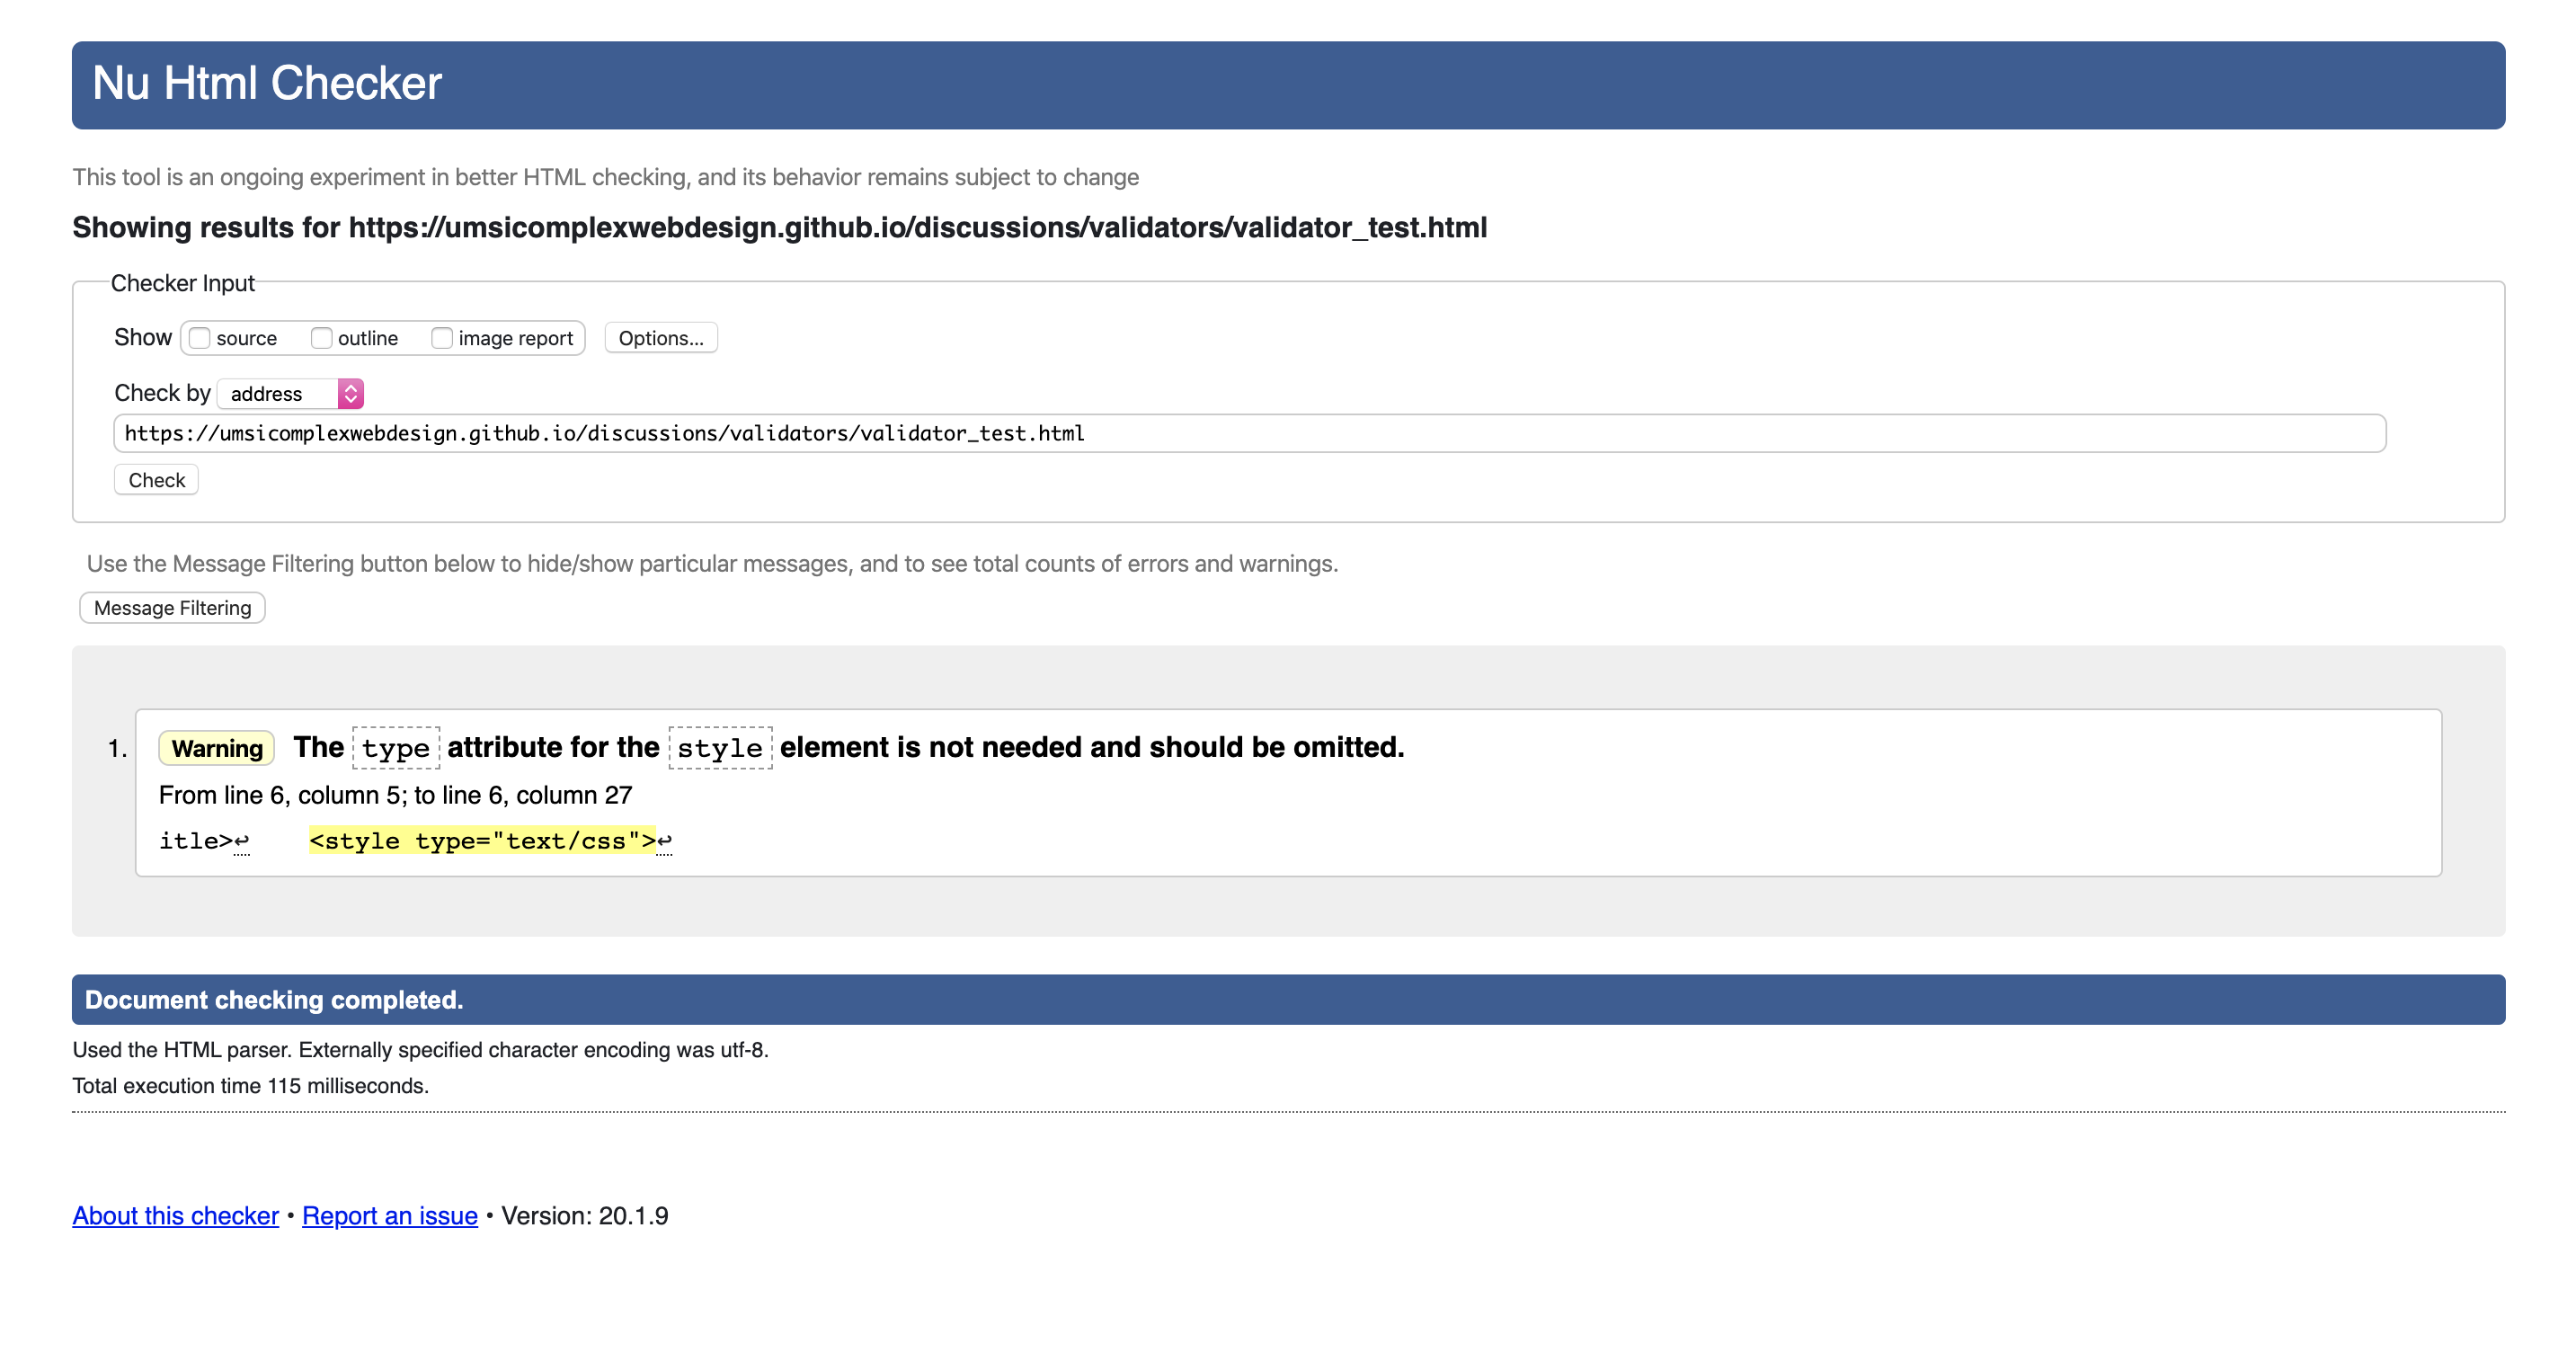 Nu Html Checker
This tool is an ongoing experiment in better HTML checking, and its behavior remains subject to change
Showing results for https://umsicomplexwebdesign.github.io/discussions/validators/validator_test.html
Checker Input
Show source outline image report Options...
Check by address
https://umsicomplexwebdesign.github.io/discussions/validators/validator_test.html
Check
Use the Message Filtering button below to hide/show particular messages, and to see total counts of errors and warnings.
Message Filtering
1. Warning The type attribute for the style element is not needed and should be omitted.
From line 6, column 5; to line 6, column 27
itle>↩ <style type="text/css">↩
Document checking completed.
Used the HTML parser. Externally specified character encoding was utf-8.
Total execution time 115 milliseconds.
About this checker • Report an issue • Version: 20.1.9